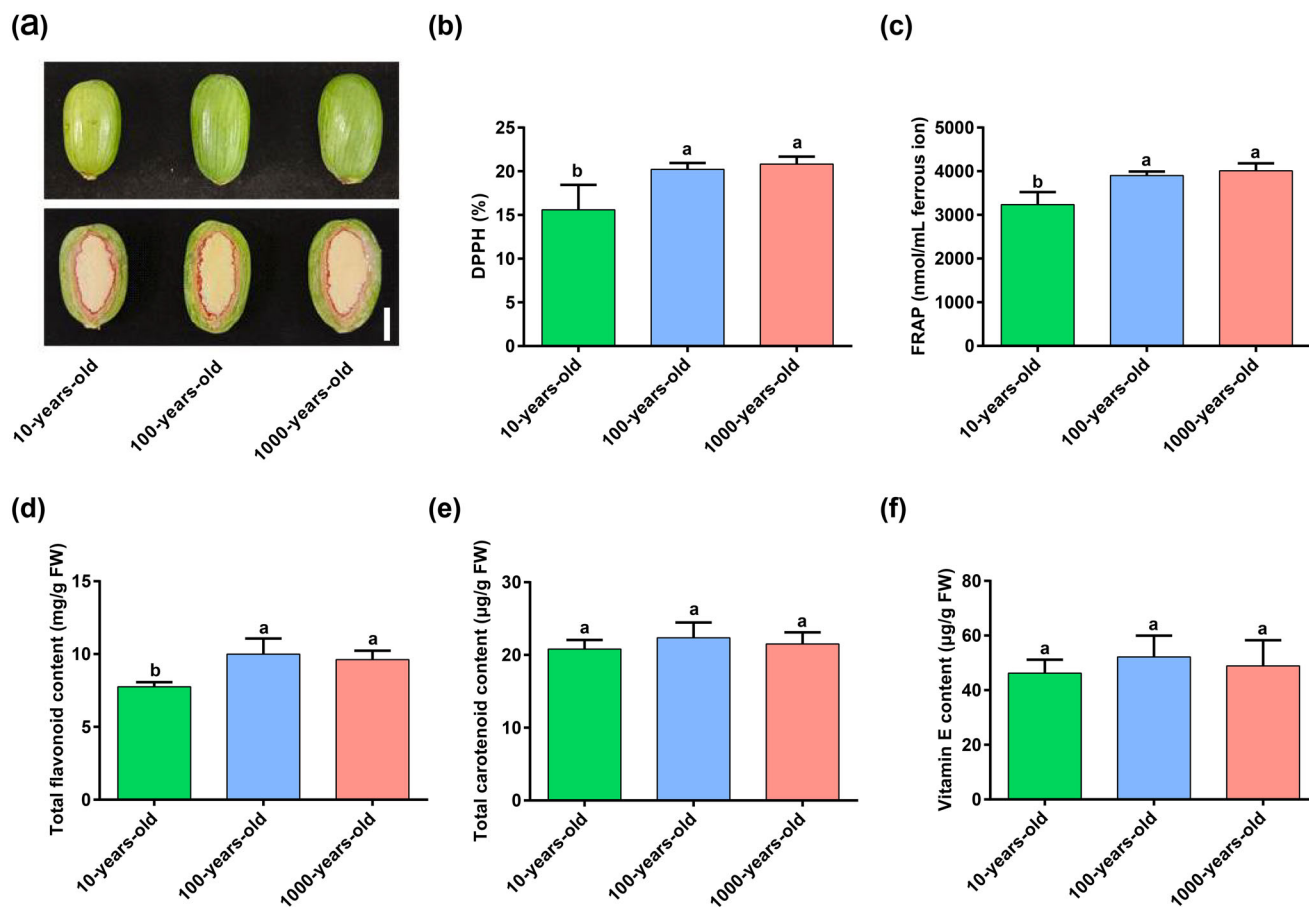 (a)
10-years-old
100-years-old
1000-years-old
(b)
DPPH (%)
25
20
15
10
5
0
b
a
a
10-years-old
100-years-old
1000-years-old
(c)
FRAP (nmol/mL ferrous ion)
5000
4000
3000
2000
1000
0
b
a
a
10-years-old
100-years-old
1000-years-old
(d)
Total flavonoid content (mg/g FW)
15
10
5
0
b
a
a
10-years-old
100-years-old
1000-years-old
(e)
Total carotenoid content (μg/g FW)
30
20
10
0
a
a
a
10-years-old
100-years-old
1000-years-old
(f)
Vitamin E content (μg/g FW)
80
60
40
20
0
a
a
a
10-years-old
100-years-old
1000-years-old